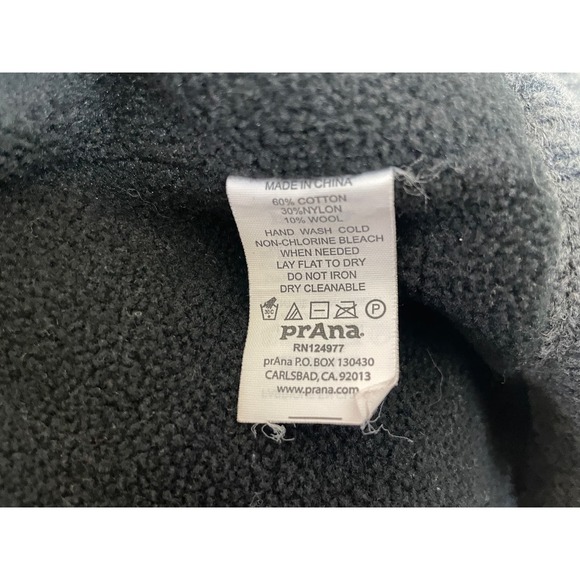 MADE IN CHINA
60% COTTON
30%NYLON
10% WOOL
HAND WASH COLD
NON-CHLORINE BLEACH
WHEN NEEDED
LAY FLAT TO DRY
DO NOT IRON
DRY CLEANABLE
30C P
prAna.
RN124977
prAna P.O. BOX 130430
CARLSBAD, CA. 92013
www.prana.com